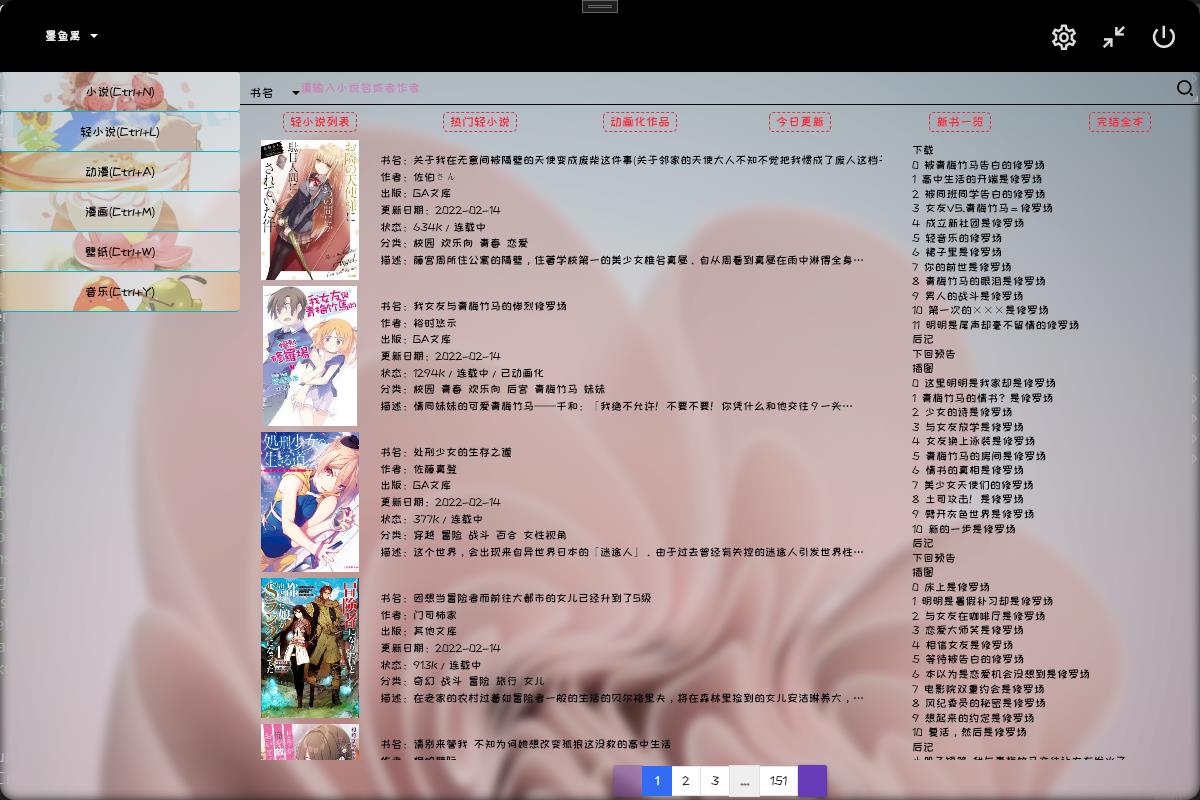 墨鱼黑
小说(Ctrl+N)
轻小说(Ctrl+L)
动漫(Ctrl+A)
漫画(Ctrl+M)
壁纸(Ctrl+W)
音乐(Ctrl+Y)
书名
请输入小说名或者作者
轻小说列表
热门轻小说
动画化作品
今日更新
新书一览
完结全本
书名：关于我在无意间被隔壁的天使变成废柴这件事(关于邻家的天使大人不知不觉把我惯成了废人这档
作者：佐伯さん
出版：GA文库
更新日期：2022-02-14
状态：634K / 连载中
分类：校园 欢乐向 青春 恋爱
描述：藤宫周所住公寓的隔壁，住著学校第一的美少女椎名真昼．自从周看到真昼在雨中淋得全身…
书名：我女友与青梅竹马的惨烈修罗场
作者：裕时悠示
出版：GA文库
更新日期：2022-02-14
状态：1294K / 连载中 / 已动画化
分类：校园 青春 欢乐向 后宫 青梅竹马 妹妹
描述：情同妹妹的可爱青梅竹马——千和：「我绝不允许！不要不要！你凭什么和他交往？一关…
书名：处刑少女的生存之道
作者：佐藤真登
出版：GA文库
更新日期：2022-02-14
状态：377K / 连载中
分类：穿越 冒险 战斗 百合 女性视角
描述：这个世界，会出现来自异世界日本的「迷途人」．由于过去曾经有失控的迷途人引发世界性…
书名：因想当冒险者而前往大都市的女儿已经升到了S级
作者：门司柿家
出版：其他文库
更新日期：2022-02-14
状态：913K / 连载中
分类：奇幻 战斗 冒险 旅行 女儿
描述：在老家的农村过着如冒险者一般的生活的贝尔格里夫，将在森林里捡到的女儿安洁琳养大，…
书名：请别来管我 不知为何她想改变孤狼这没救的高中生活
下载
0 被青梅竹马告白的修罗场
1 高中生活的开端是修罗场
2 被同班同学告白的修罗场
3 女友VS.青梅竹马＝修罗场
4 成立新社团是修罗场
5 轻音乐的修罗场
6 裙子里是修罗场
7 你的前世是修罗场
8 青梅竹马的眼泪是修罗场
9 男人的战斗是修罗场
10 第一次的×××是修罗场
11 明明是尾声却毫不留情的修罗场
后记
下回预告
插图
0 这里明明是我家却是修罗场
1 青梅竹马的情书？是修罗场
2 少女的诗是修罗场
3 与女友放学是修罗场
4 女友换上泳装是修罗场
5 青梅竹马的房间是修罗场
6 情书的真相是修罗场
7 美少女天使们的修罗场
8 土司攻击！是修罗场
9 劈开灰色世界是修罗场
10 新的一步是修罗场
后记
下回预告
插图
0 床上是修罗场
1 明明是暑假补习却是修罗场
2 与女友在咖啡厅是修罗场
3 恋爱大师笑是修罗场
4 相信女友是修罗场
5 等待被告白的修罗场
6 本以为是恋爱机会没想到是修罗场
7 电影院双重约会是修罗场
8 风纪委员的秘密是修罗场
9 想起来的约定是修罗场
10 复活，然后是修罗场
后记
1 2 3 ... 151